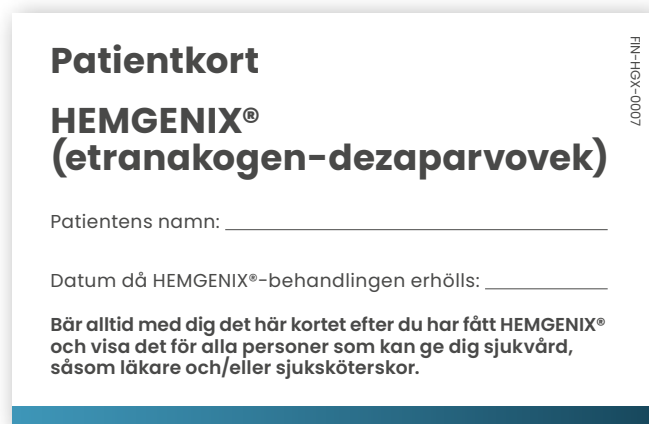 Patientkort
FIN-HGX-0007
HEMGENIX®
(etranakogen-dezaparvovek)
Patientens namn:
Datum då HEMGENIX®-behandlingen erhölls:
Bär alltid med dig det här kortet efter du har fått HEMGENIX®
och visa det för alla personer som kan ge dig sjukvård,
såsom läkare och/eller sjuksköterskor.